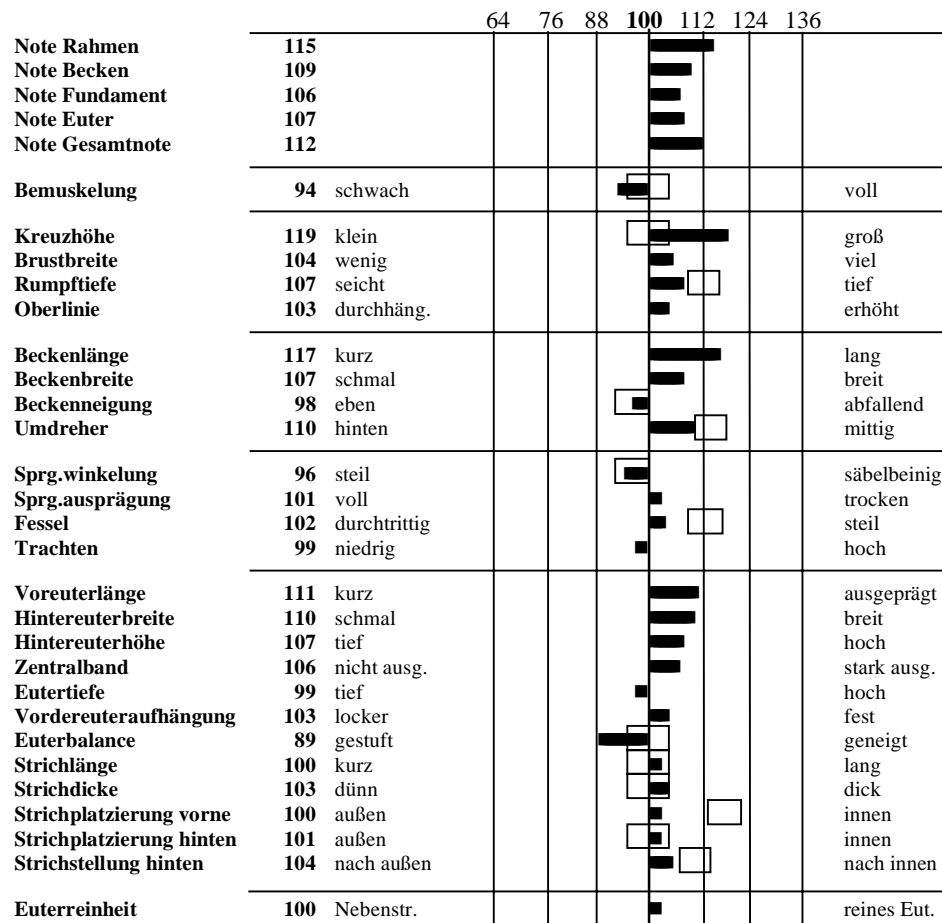 64 76 88 100 112 124 136
Note Rahmen 115
Note Becken 109
Note Fundament 106
Note Euter 107
Note Gesamtnote 112
Bemuskelung 94 schwach voll
Kreuzhöhe 119 klein groß
Brustbreite 104 wenig viel
Rumpftiefe 107 seicht tief
Oberlinie 103 durchhäng. erhöht
Beckenlänge 117 kurz lang
Beckenbreite 107 schmal breit
Beckenneigung 98 eben abfallend
Umdreher 110 hinten mittig
Sprg.winkelung 96 steil säbelbeinig
Sprg.ausprägung 101 voll trocken
Fessel 102 durchtrittig steil
Trachten 99 niedrig hoch
Voreuterlänge 111 kurz ausgeprägt
Hintereuterbreite 110 schmal breit
Hintereuterhöhe 107 tief hoch
Zentralband 106 nicht ausg. stark ausg.
Eutertiefe 99 tief hoch
Vordereuteraufhängung 103 locker fest
Euterbalance 89 gestuft geneigt
Strichlänge 100 kurz lang
Strichdicke 103 dünn dick
Strichplatzierung vorne 100 außen innen
Strichplatzierung hinten 101 außen innen
Strichstellung hinten 104 nach außen nach innen
Euterreinheit 100 Nebenstr. reines Eut.